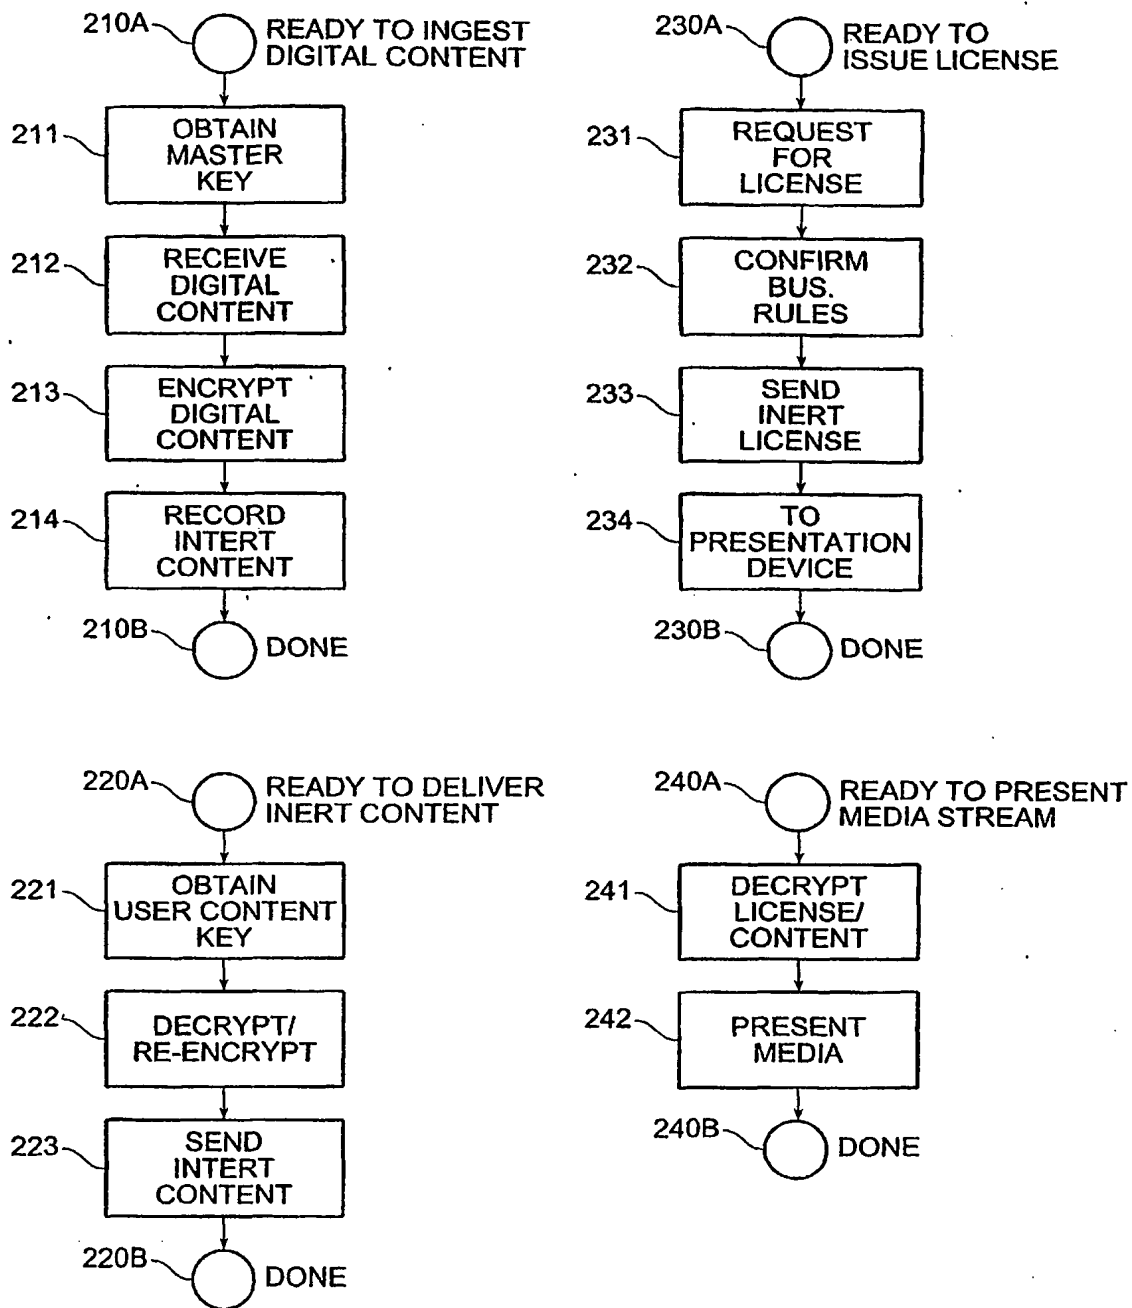 210A
READY TO INGEST
DIGITAL CONTENT
211
OBTAIN
MASTER
KEY
212
RECEIVE
DIGITAL
CONTENT
213
ENCRYPT
DIGITAL
CONTENT
214
RECORD
INTERT
CONTENT
210B
DONE
230A
READY TO
ISSUE LICENSE
231
REQUEST
FOR
LICENSE
232
CONFIRM
BUS.
RULES
233
SEND
INERT
LICENSE
234
TO
PRESENTATION
DEVICE
230B
DONE
220A
READY TO DELIVER
INERT CONTENT
221
OBTAIN
USER CONTENT
KEY
222
DECRYPT/
RE-ENCRYPT
223
SEND
INTERT
CONTENT
220B
DONE
240A
READY TO PRESENT
MEDIA STREAM
241
DECRYPT
LICENSE/
CONTENT
242
PRESENT
MEDIA
240B
DONE